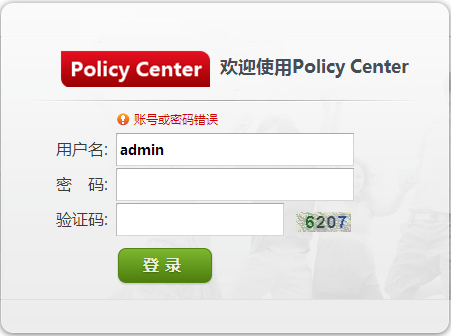 Policy Center 欢迎使用Policy Center
账号或密码错误
用户名: admin
密 码:
验证码: 6207
登 录